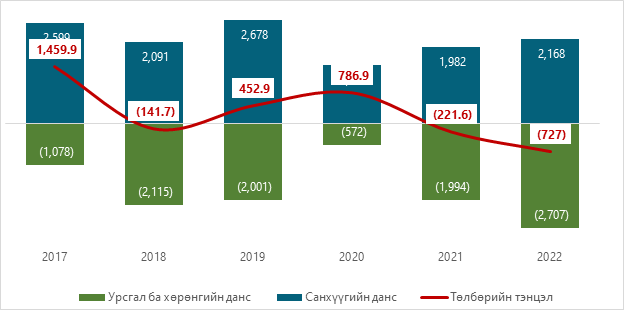 2,599 2,091 2,678 1,982 2,168
1,459.9 (141.7) 452.9 786.9 (221.6) (727)
(1,078) (2,115) (2,001) (572) (1,994) (2,707)
2017 2018 2019 2020 2021 2022
Урсгал ба хөрөнгийн данс Санхүүгийн данс Төлбөрийн тэнцэл